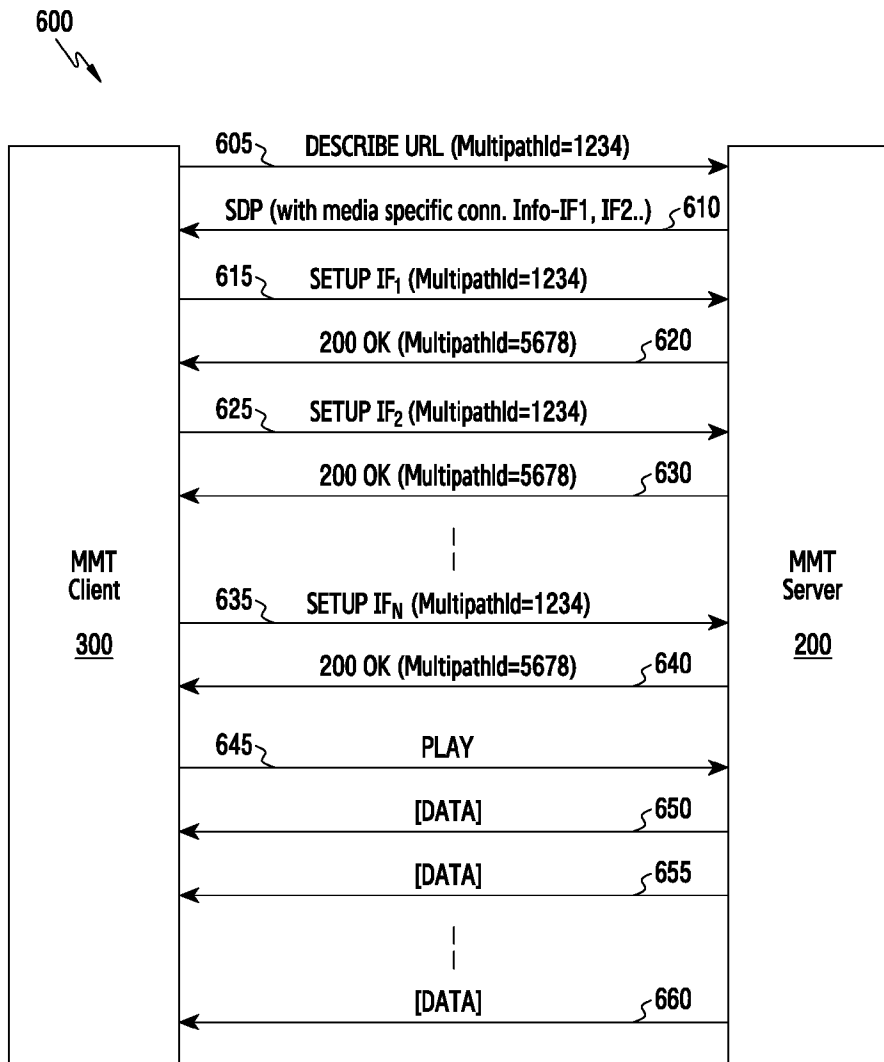 600
605 DESCRIBE URL (MultipathId=1234)
SDP (with media specific conn. Info-IF1, IF2..) 610
615 SETUP IF₁ (MultipathId=1234)
200 OK (MultipathId=5678) 620
625 SETUP IF₂ (MultipathId=1234)
200 OK (MultipathId=5678) 630
MMT
Client
300
MMT
Server
200
635 SETUP IF_N (MultipathId=1234)
200 OK (MultipathId=5678) 640
645 PLAY
[DATA] 650
[DATA] 655
[DATA] 660